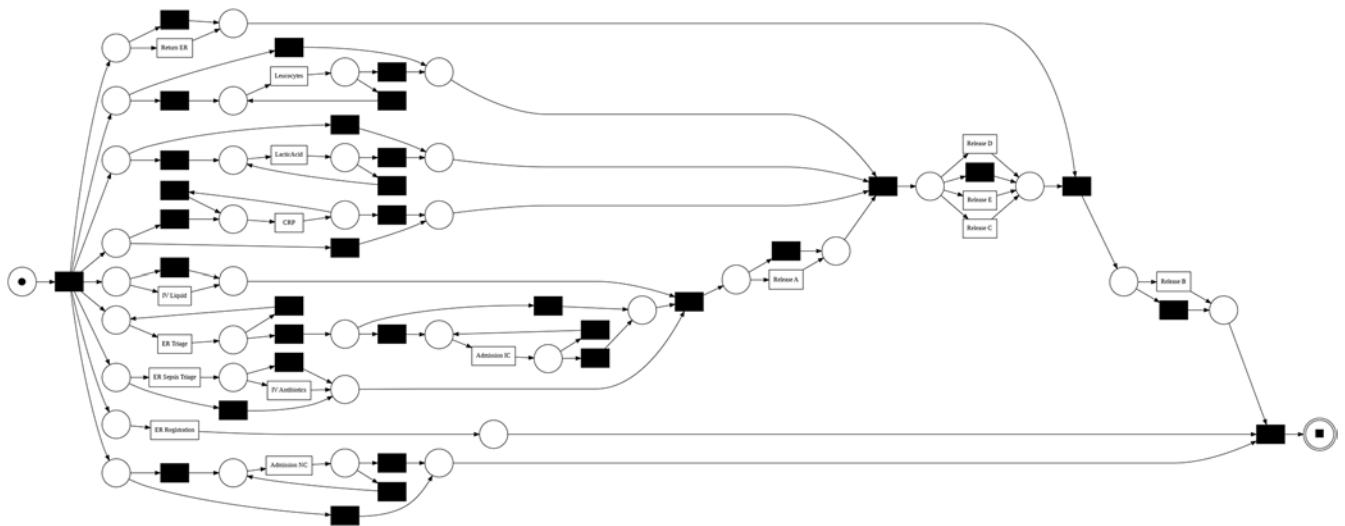 Return ER
Leucocytes
LacticAcid
CRP
IV Liquid
ER Triage
Admission IC
ER Sepsis Triage
IV Antibiotics
ER Registration
Admission NC
Release A
Release D
Release E
Release C
Release B